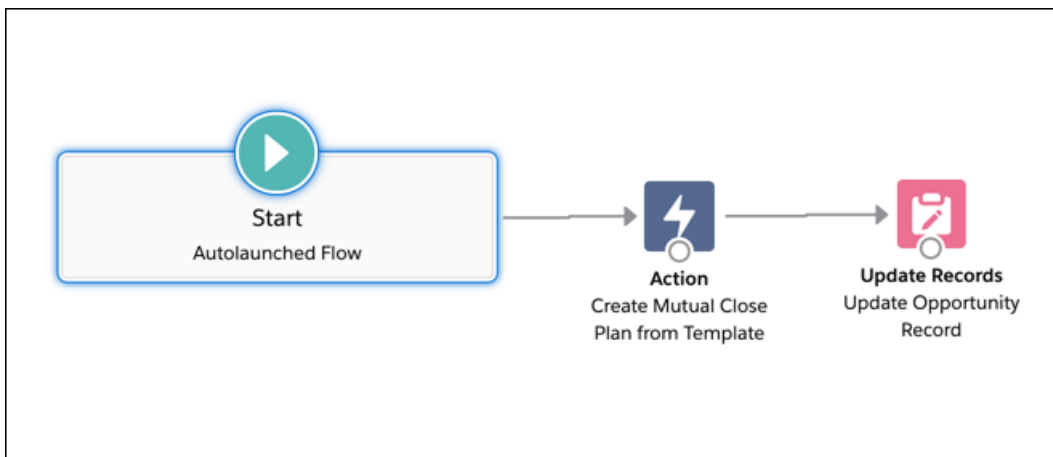 Start
Autolaunched Flow
Action
Create Mutual Close
Plan from Template
Update Records
Update Opportunity
Record